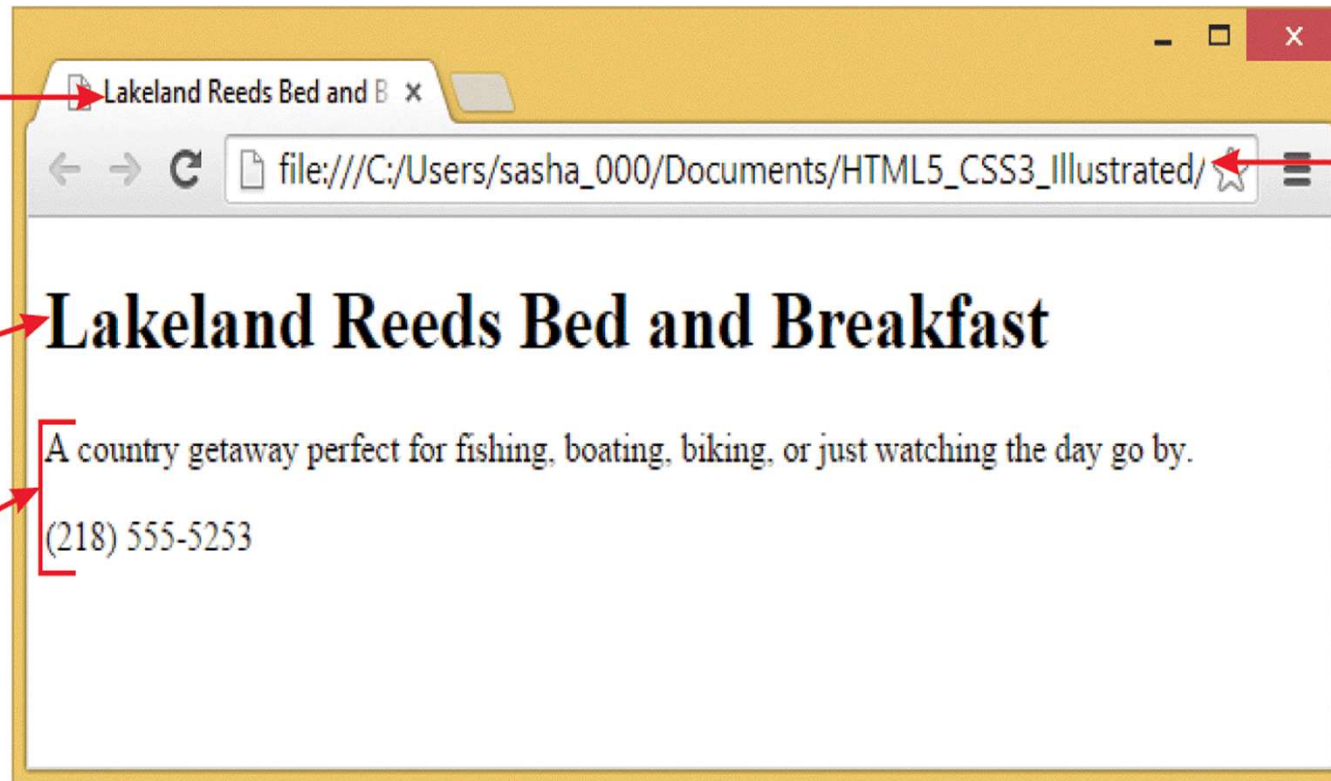 Lakeland Reeds Bed and B
file:///C:/Users/sasha_000/Documents/HTML5_CSS3_Illustrated/
Lakeland Reeds Bed and Breakfast
A country getaway perfect for fishing, boating, biking, or just watching the day go by.
(218) 555-5253